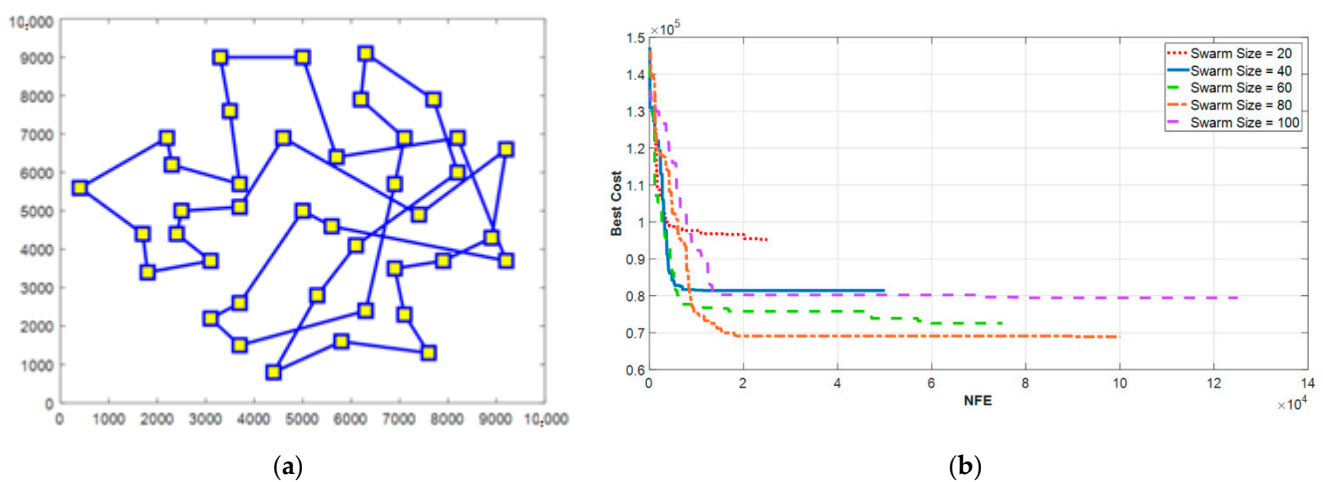 10,000
9000
8000
7000
6000
5000
4000
3000
2000
1000
0
0 1000 2000 3000 4000 5000 6000 7000 8000 9000 10,000
(a)
×10^5
1.5
1.4
1.3
1.2
1.1
1
0.9
0.8
0.7
0.6
Best Cost
0 2 4 6 8 10 12 14
NFE
×10^4
Swarm Size = 20
Swarm Size = 40
Swarm Size = 60
Swarm Size = 80
Swarm Size = 100
(b)